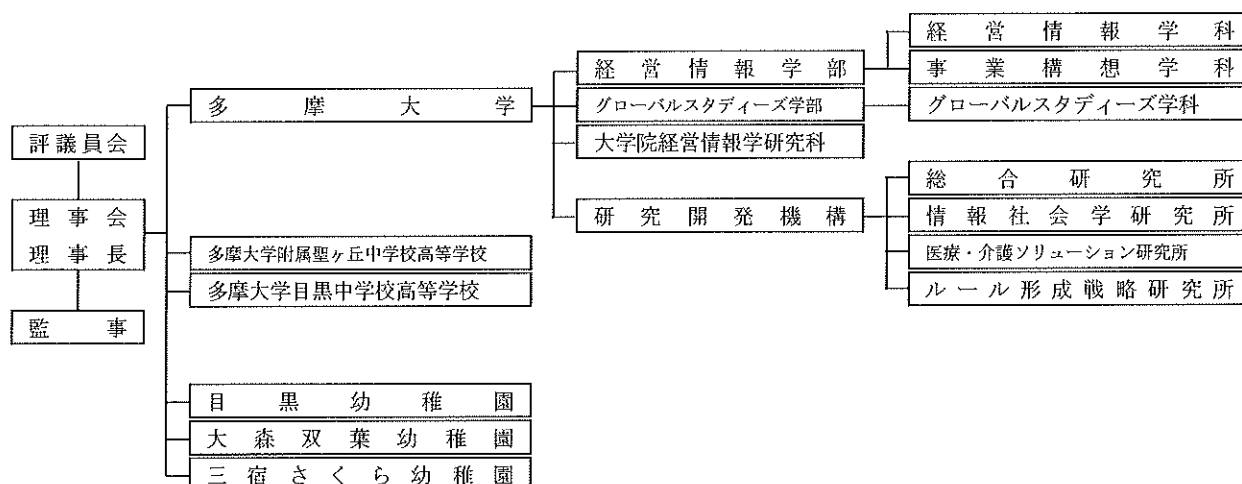 評議員会
理事会
理事長
監事
多摩大学
経営情報学部
経営情報学科
事業構想学科
グローバルスタディーズ学部
グローバルスタディーズ学科
大学院経営情報学研究科
研究開発機構
総合研究所
情報社会学研究所
医療・介護ソリューション研究所
ルール形成戦略研究所
多摩大学附属聖ヶ丘中学校高等学校
多摩大学目黒中学校高等学校
目黒幼稚園
大森双葉幼稚園
三宿さくら幼稚園